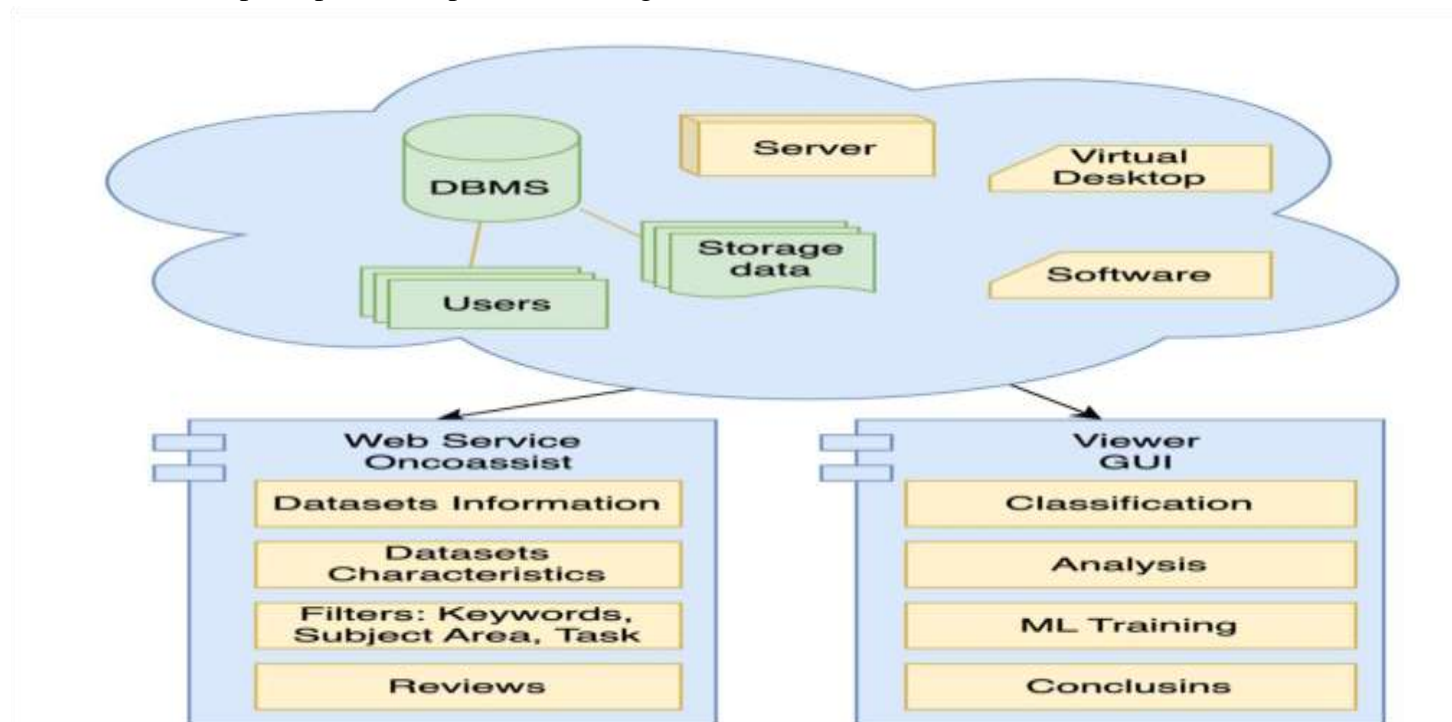 Server
Virtual
Desktop
DBMS
Storage
data
Software
Users
Web Service
Oncoassist
Datasets Information
Datasets
Characteristics
Filters: Keywords,
Subject Area, Task
Reviews
Viewer
GUI
Classification
Analysis
ML Training
Conclusins